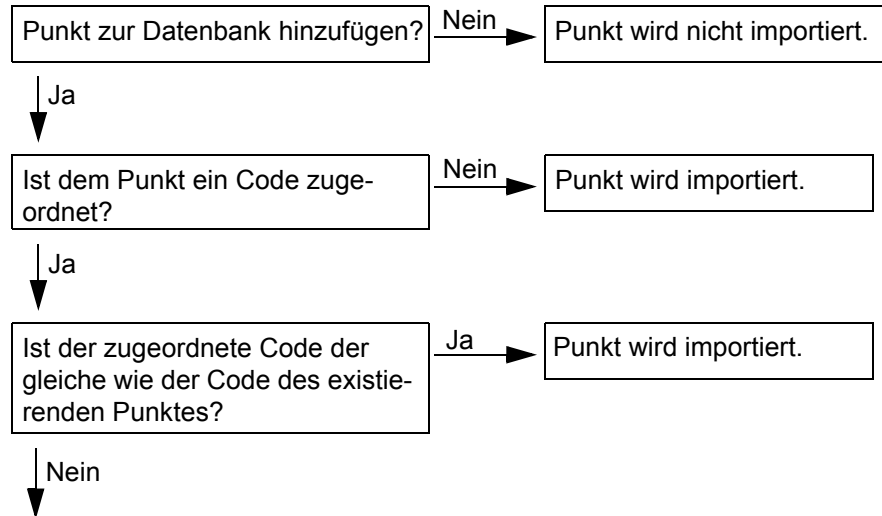 Punkt zur Datenbank hinzufügen?
Nein
Punkt wird nicht importiert.
Ja
Ist dem Punkt ein Code zuge-
ordnet?
Nein
Punkt wird importiert.
Ja
Ist der zugeordnete Code der
gleiche wie der Code des existie-
renden Punktes?
Ja
Punkt wird importiert.
Nein